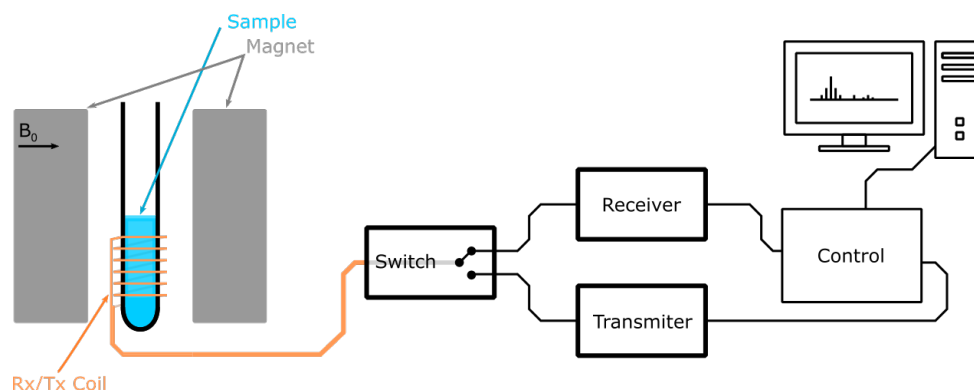 Sample
Magnet
B₀
Receiver
Switch
Control
Transmiter
Rx/Tx Coil